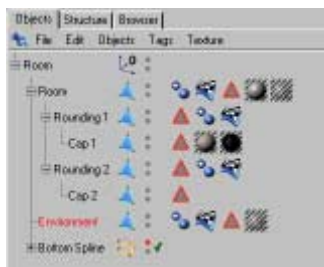 Objects Structure Browser
File Edit Objects Tags Texture
Room
Room
Rounding 1
Cap 1
Rounding 2
Cap 2
Environment
Bottom Spline